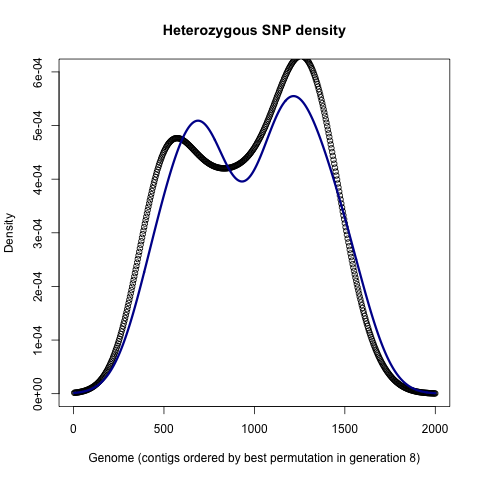 Heterozygous SNP density
6e-04
5e-04
4e-04
3e-04
2e-04
1e-04
0e+00
Density
0 500 1000 1500 2000
Genome (contigs ordered by best permutation in generation 8)